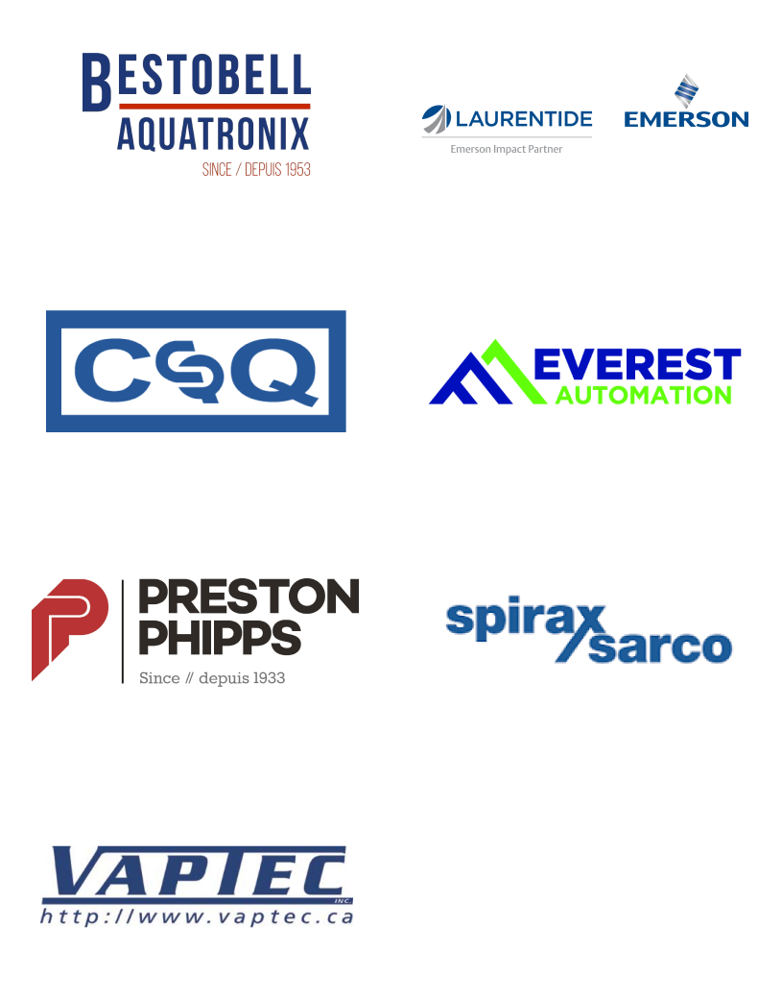 BESTOBELL
AQUATRONIX
SINCE / DEPUIS 1953
LAURENTIDE
Emerson Impact Partner
EMERSON
CSQ
EVEREST
AUTOMATION
PRESTON
PHIPPS
Since // depuis 1933
spirax
sarco
VAPTEC
INC.
http://www.vaptec.ca